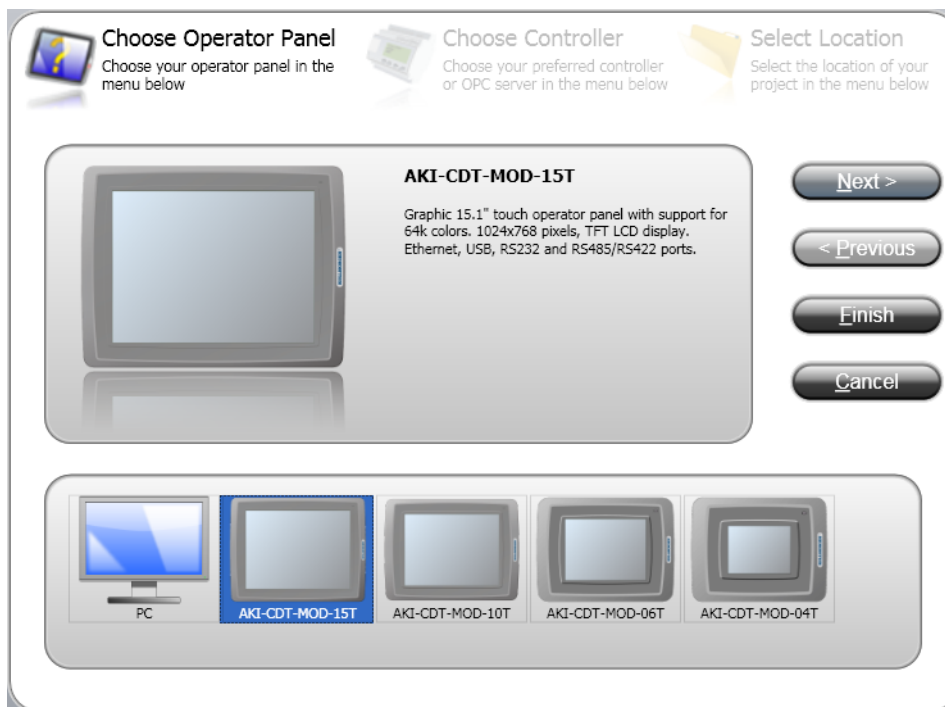 Choose Operator Panel
Choose your operator panel in the
menu below
Choose Controller
Choose your preferred controller
or OPC server in the menu below
Select Location
Select the location of your
project in the menu below
AKI-CDT-MOD-15T
Graphic 15.1" touch operator panel with support for
64k colors. 1024x768 pixels, TFT LCD display.
Ethernet, USB, RS232 and RS485/RS422 ports.
Next >
< Previous
Finish
Cancel
PC
AKI-CDT-MOD-15T
AKI-CDT-MOD-10T
AKI-CDT-MOD-06T
AKI-CDT-MOD-04T